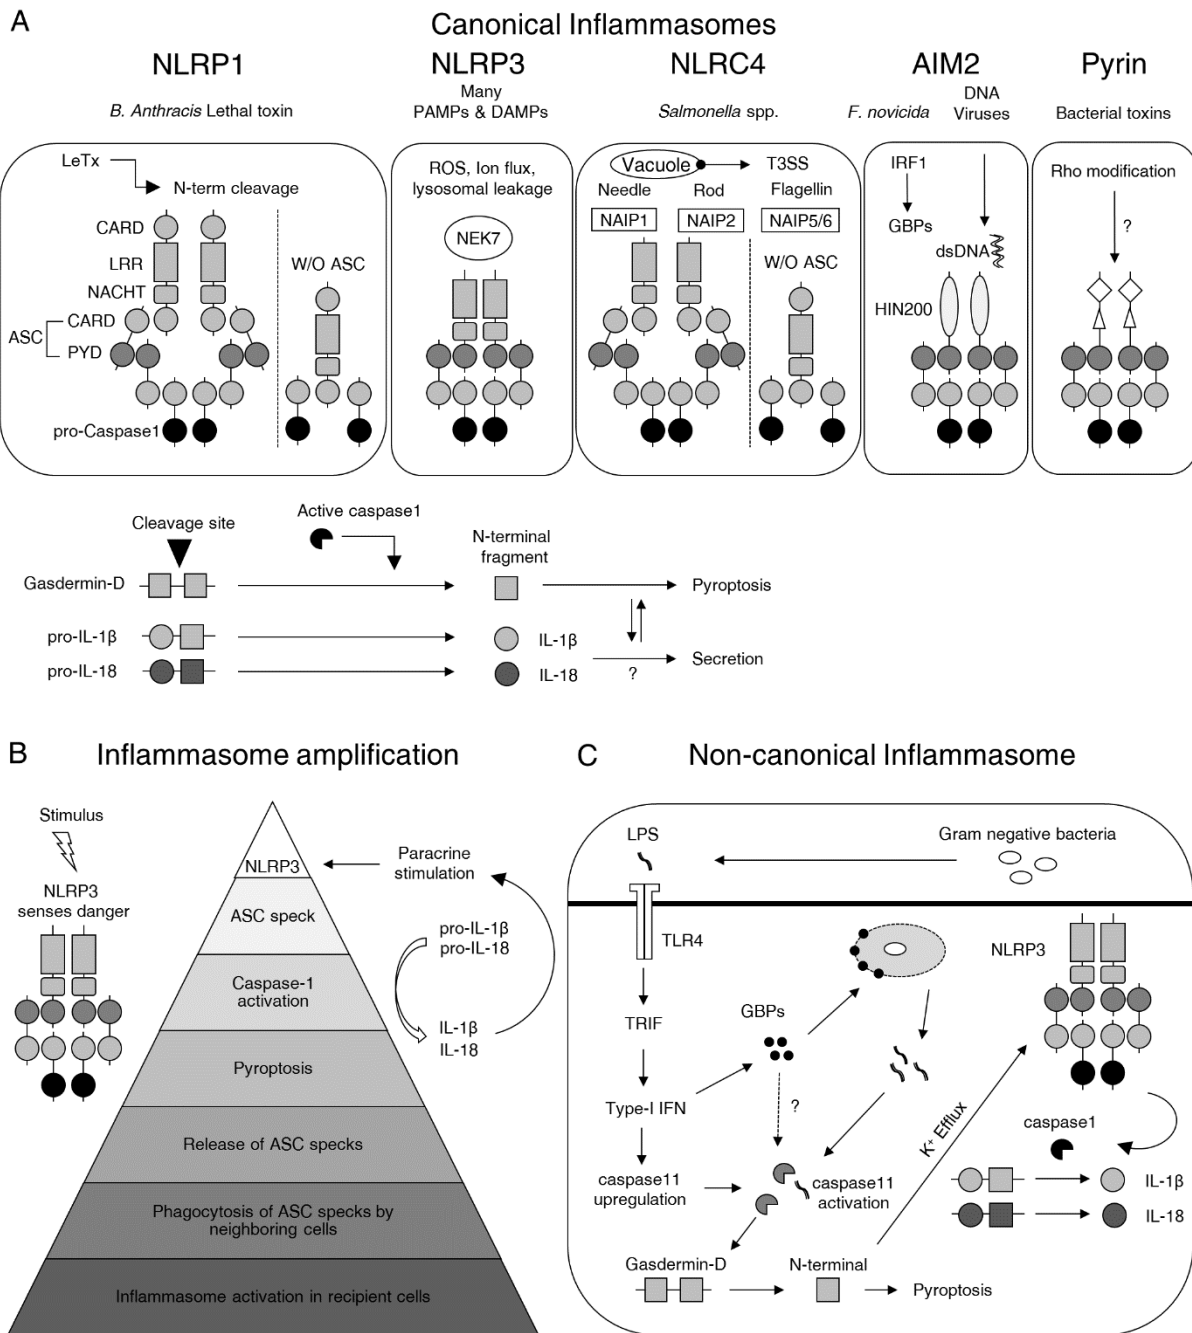 A
Canonical Inflammasomes
NLRP1
NLRP3
NLRC4
AIM2
Pyrin
B. Anthracis Lethal toxin
Many
PAMPs & DAMPs
Salmonella spp.
F. novicida
DNA
Viruses
Bacterial toxins
LeTx
N-term cleavage
CARD
LRR
NACHT
CARD
ASC
PYD
pro-Caspase1
W/O ASC
ROS, Ion flux,
lysosomal leakage
NEK7
Vacuole
T3SS
Needle
Rod
Flagellin
NAIP1
NAIP2
NAIP5/6
W/O ASC
IRF1
GBPs
dsDNA
HIN200
Rho modification
?
Cleavage site
Active caspase1
N-terminal
fragment
Gasdermin-D
Pyroptosis
pro-IL-1β
IL-1β
pro-IL-18
IL-18
?
Secretion
B
Inflammasome amplification
Stimulus
NLRP3
senses danger
NLRP3
Paracrine
stimulation
ASC speck
pro-IL-1β
pro-IL-18
Caspase-1
activation
IL-1β
IL-18
Pyroptosis
Release of ASC specks
Phagocytosis of ASC specks by
neighboring cells
Inflammasome activation in recipient cells
C
Non-canonical Inflammasome
LPS
Gram negative bacteria
TLR4
NLRP3
TRIF
GBPs
Type-I IFN
?
K⁺ Efflux
caspase11
upregulation
caspase11
activation
caspase1
IL-1β
IL-18
Gasdermin-D
N-terminal
Pyroptosis